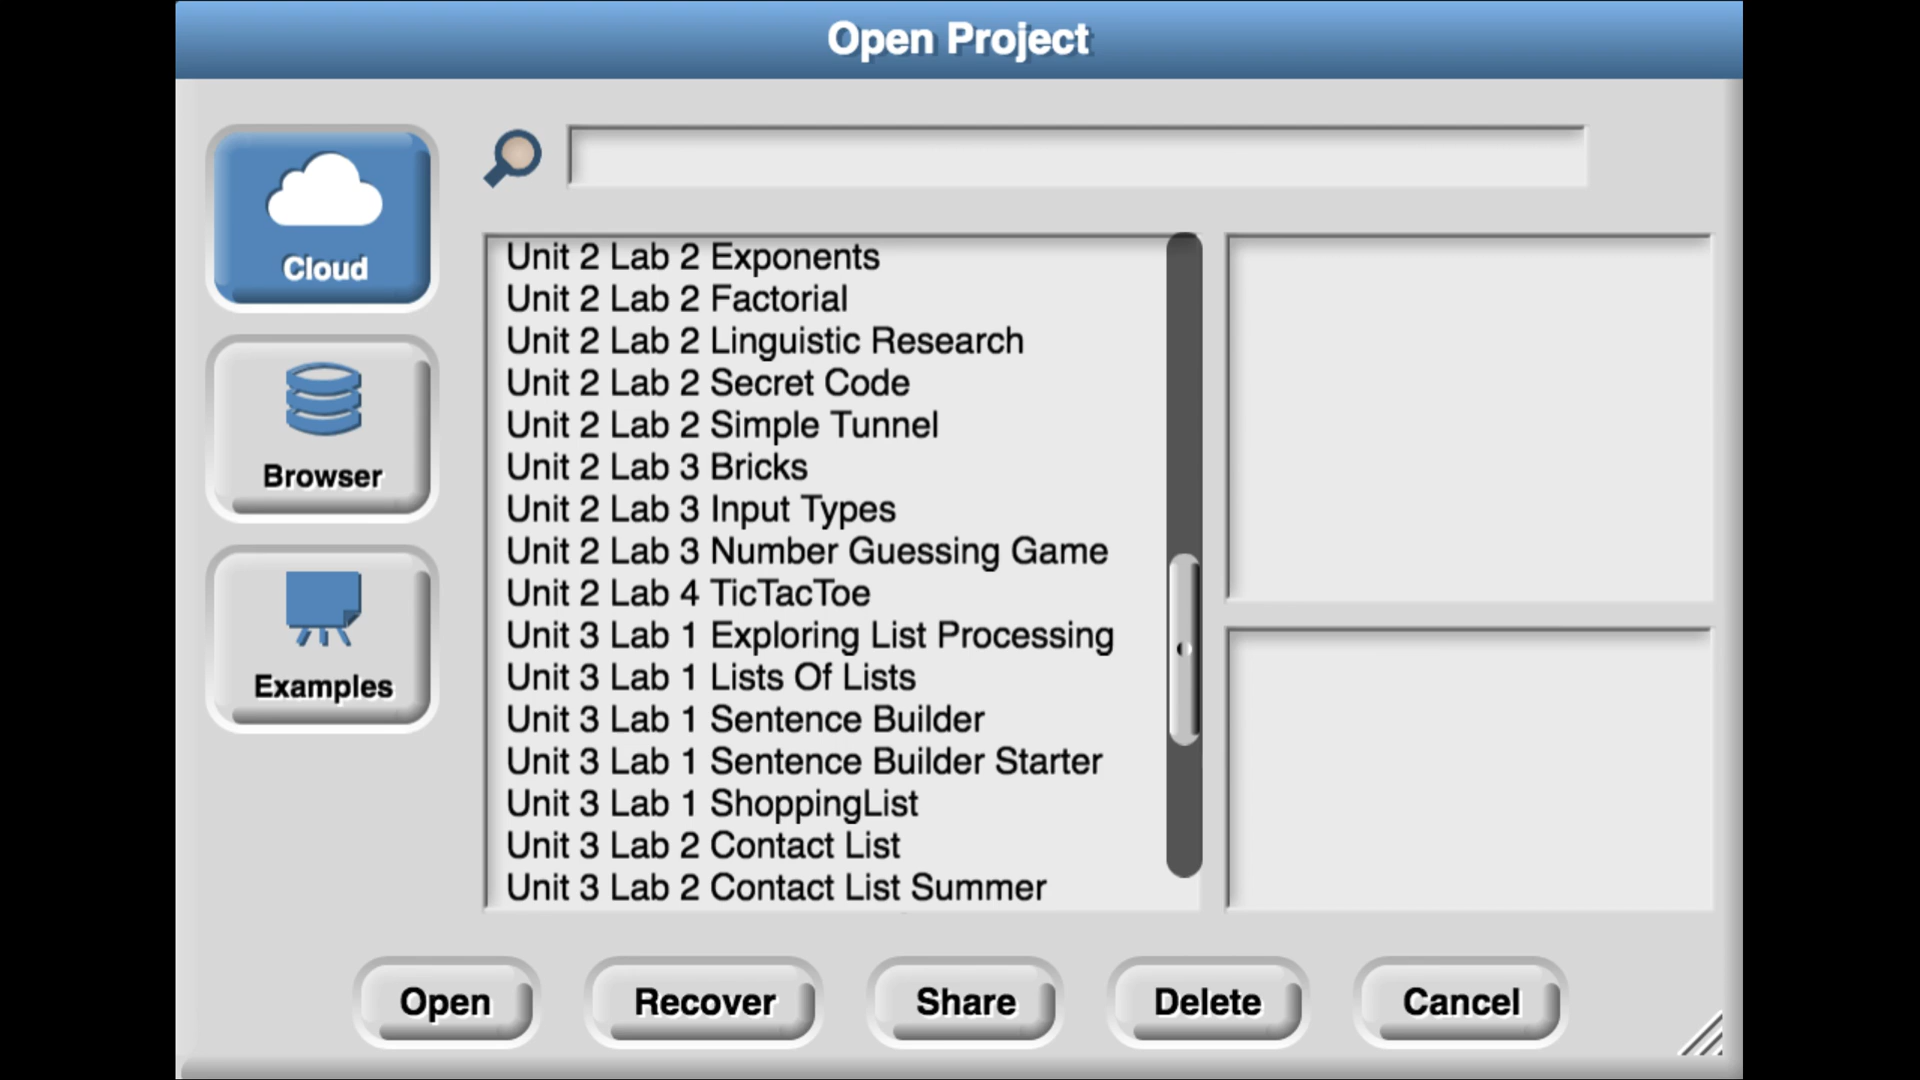 Open Project
Cloud
Browser
Examples
Unit 2 Lab 2 Exponents
Unit 2 Lab 2 Factorial
Unit 2 Lab 2 Linguistic Research
Unit 2 Lab 2 Secret Code
Unit 2 Lab 2 Simple Tunnel
Unit 2 Lab 3 Bricks
Unit 2 Lab 3 Input Types
Unit 2 Lab 3 Number Guessing Game
Unit 2 Lab 4 TicTacToe
Unit 3 Lab 1 Exploring List Processing
Unit 3 Lab 1 Lists Of Lists
Unit 3 Lab 1 Sentence Builder
Unit 3 Lab 1 Sentence Builder Starter
Unit 3 Lab 1 ShoppingList
Unit 3 Lab 2 Contact List
Unit 3 Lab 2 Contact List Summer
Open
Recover
Share
Delete
Cancel